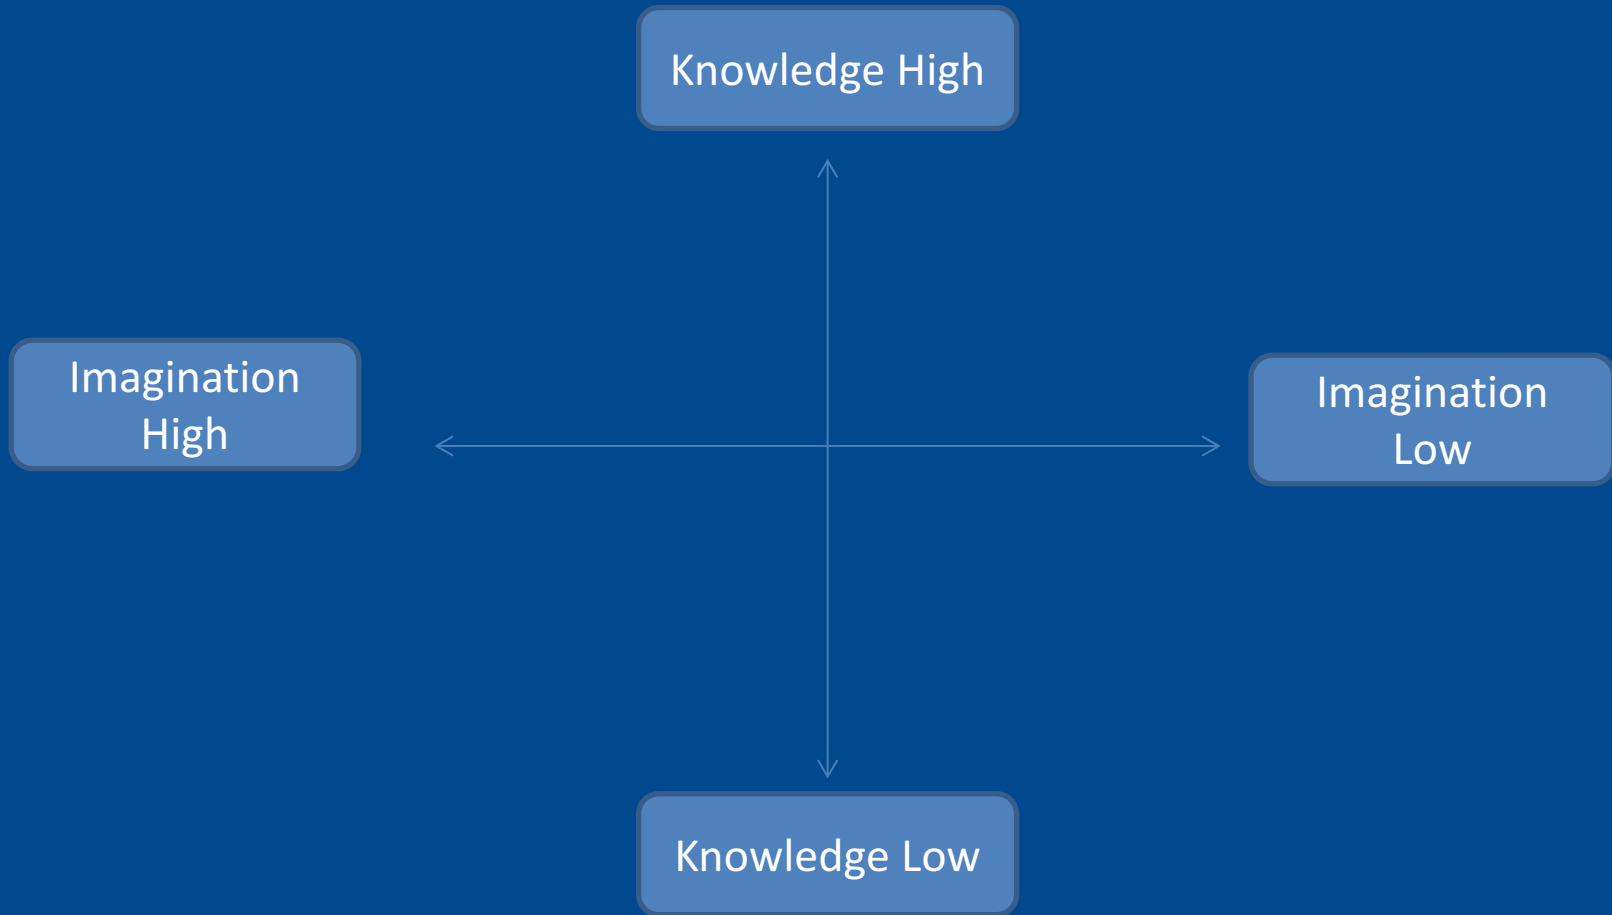 Knowledge High
Imagination
High
Imagination
Low
Knowledge Low